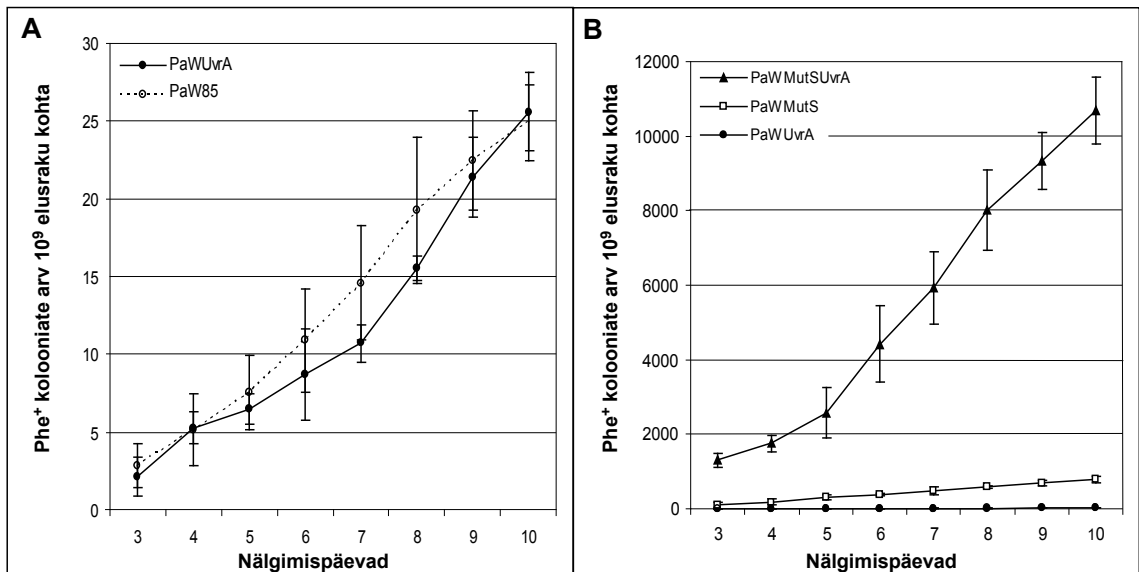 A
30
25
20
15
10
5
0
PaWUvrA
PaW85
Phe⁺ kolooniate arv 10⁹ elusraku kohta
3 4 5 6 7 8 9 10
Nälgimispäevad
B
12000
10000
8000
6000
4000
2000
0
PaWMutSUvrA
PaWMutS
PaWUvrA
Phe⁺ kolooniate arv 10⁹ elusraku kohta
3 4 5 6 7 8 9 10
Nälgimispäevad